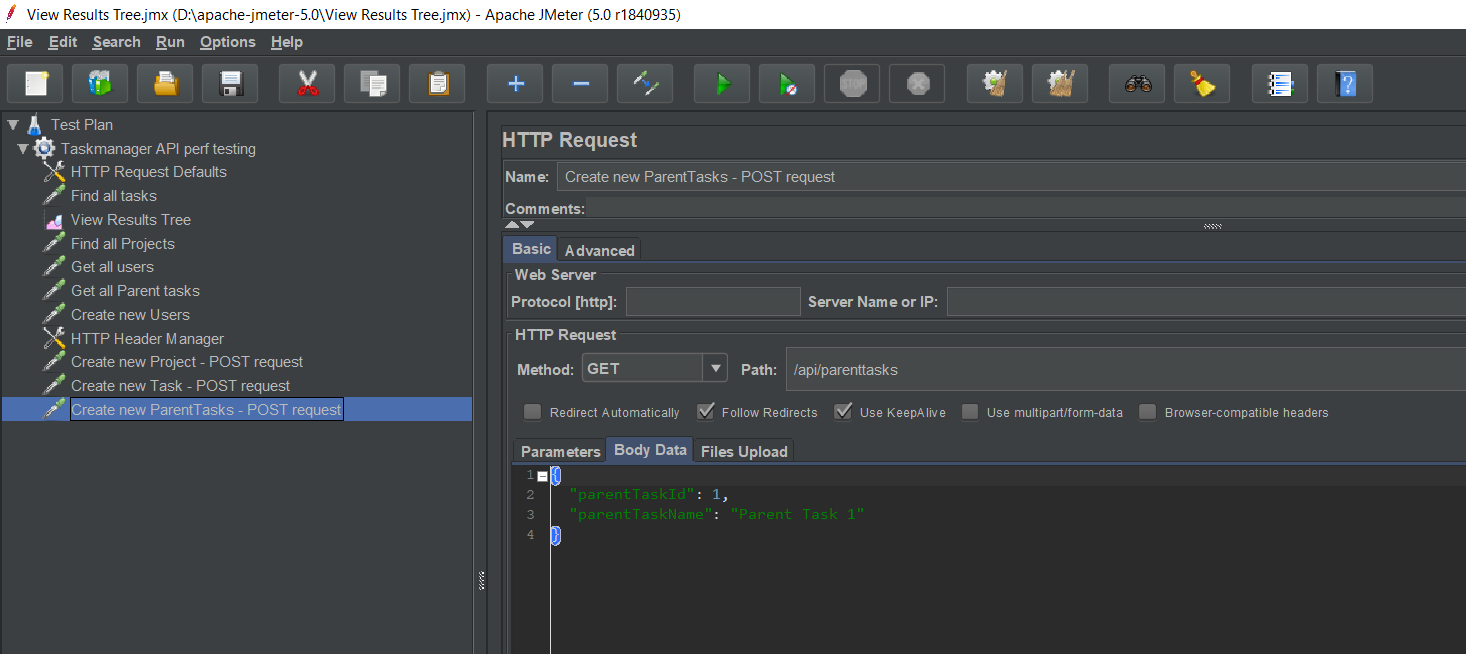 View Results Tree.jmx (D:\apache-jmeter-5.0\View Results Tree.jmx) - Apache JMeter (5.0 r1840935)
File Edit Search Run Options Help
STOP
Test Plan
Taskmanager API perf testing
HTTP Request Defaults
Find all tasks
View Results Tree
Find all Projects
Get all users
Get all Parent tasks
Create new Users
HTTP Header Manager
Create new Project - POST request
Create new Task - POST request
Create new ParentTasks - POST request
HTTP Request
Name: Create new ParentTasks - POST request
Comments:
Basic Advanced
Web Server
Protocol [http]: Server Name or IP:
HTTP Request
Method: GET Path: /api/parenttasks
Redirect Automatically Follow Redirects Use KeepAlive Use multipart/form-data Browser-compatible headers
Parameters Body Data Files Upload
1 {
2 "parentTaskId": 1,
3 "parentTaskName": "Parent Task 1"
4 }